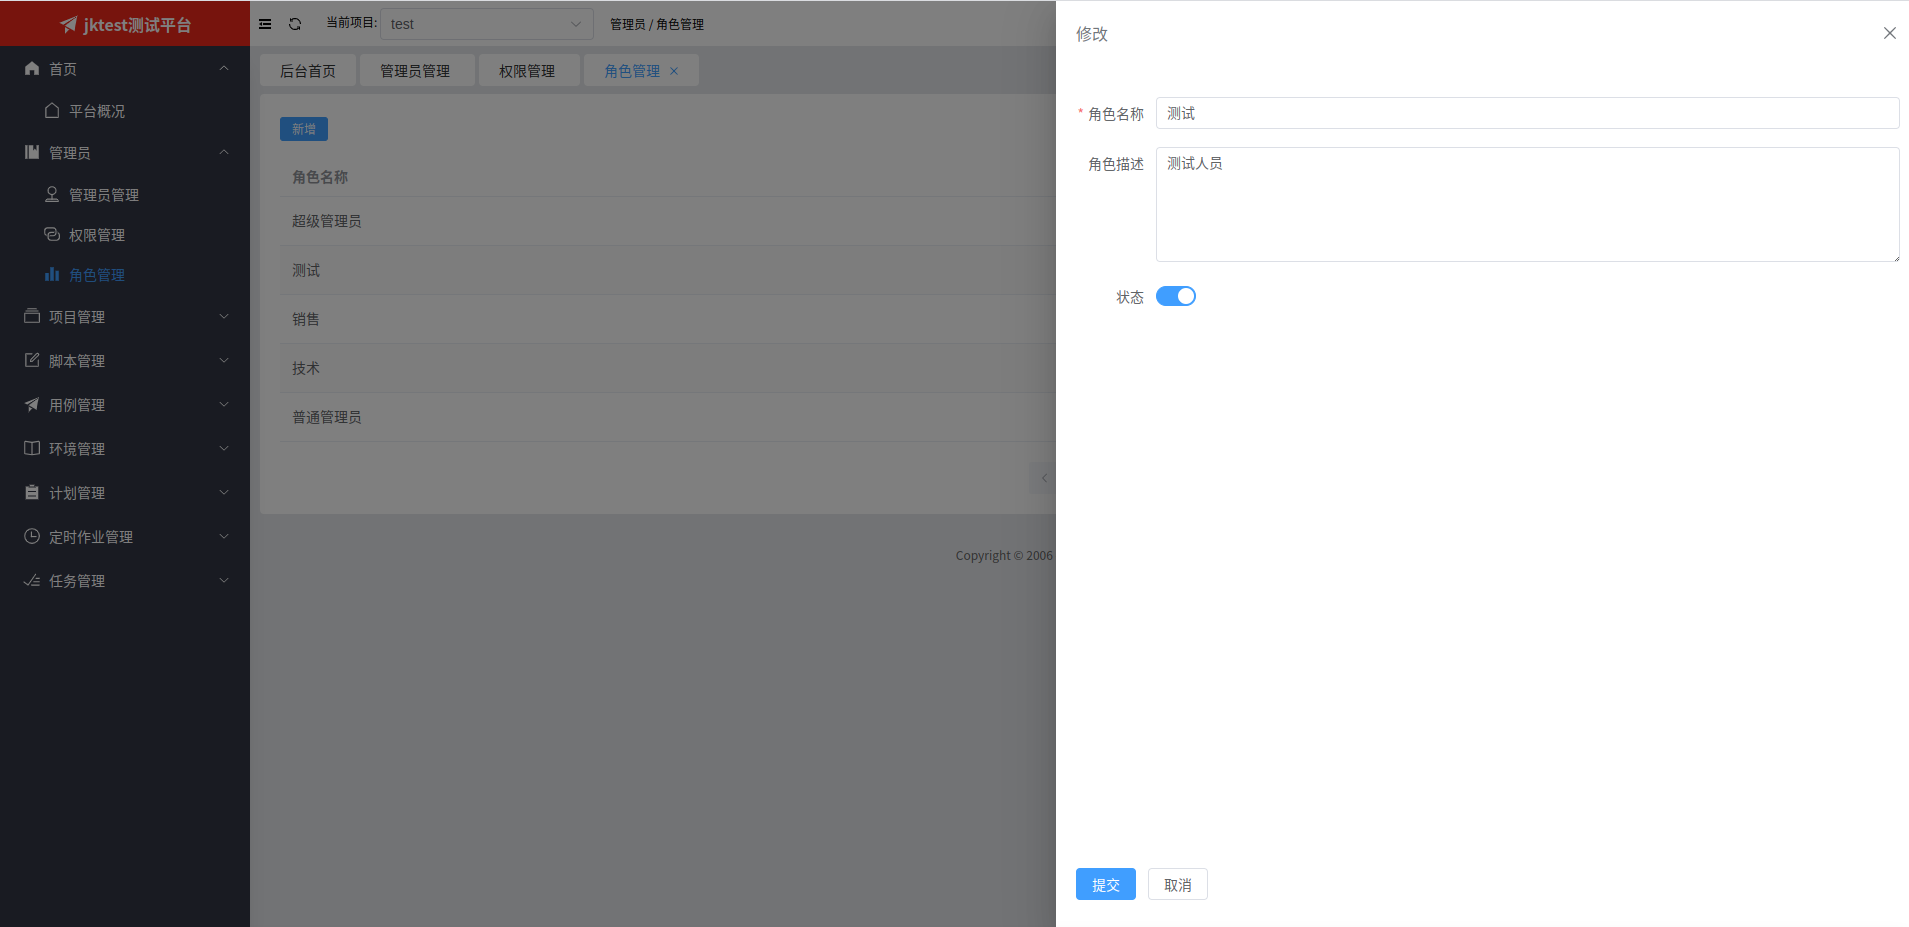 jktest测试平台
首页
平台概况
管理员
管理员管理
权限管理
角色管理
项目管理
脚本管理
用例管理
环境管理
计划管理
定时作业管理
任务管理
当前项目: test 管理员 / 角色管理
后台首页 管理员管理 权限管理 角色管理
新增
角色名称
超级管理员
测试
销售
技术
普通管理员
Copyright © 2006
修改
* 角色名称 测试
角色描述 测试人员
状态
提交 取消